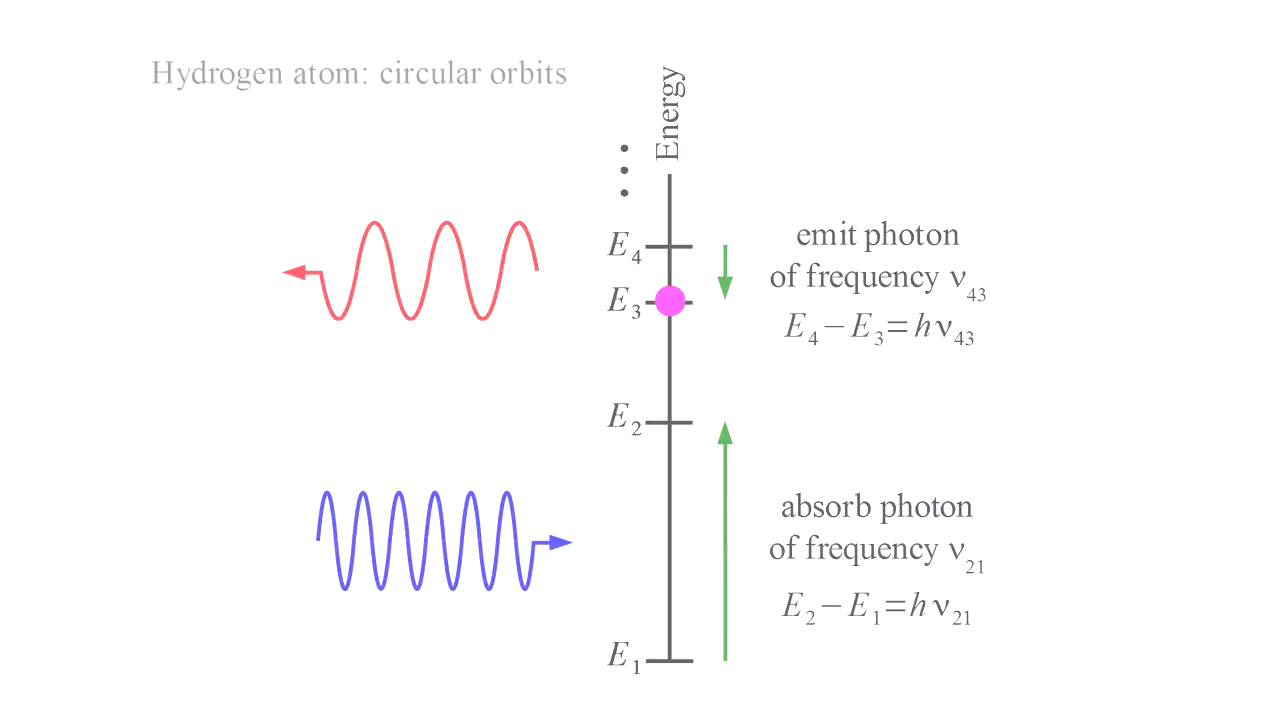 Hydrogen atom: circular orbits
Energy
E₄
E₃
E₂
E₁
emit photon
of frequency ν₄₃
E₄−E₃=hν₄₃
absorb photon
of frequency ν₂₁
E₂−E₁=hν₂₁